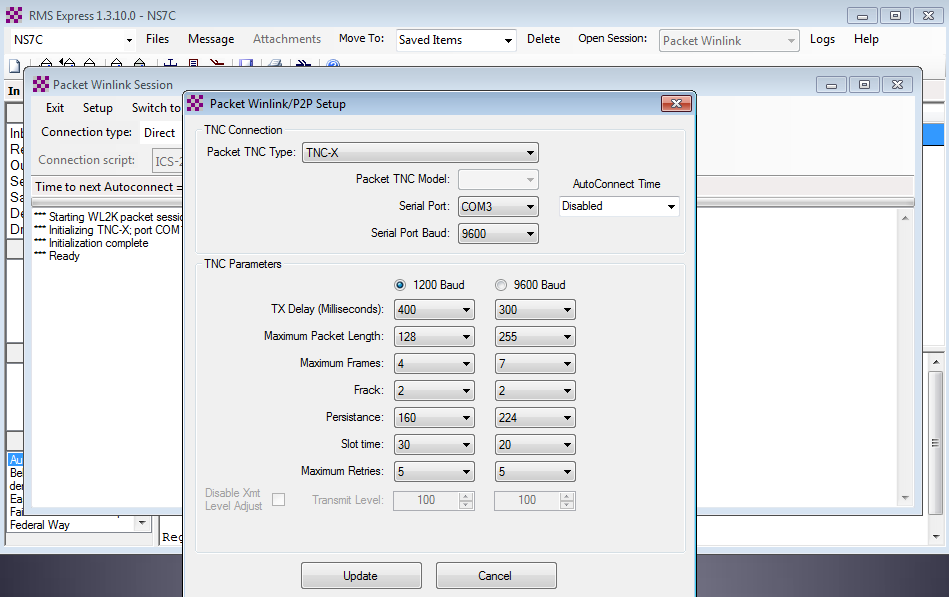 RMS Express 1.3.10.0 - NS7C
NS7C Files Message Attachments Move To: Saved Items Delete Open Session: Packet Winlink Logs Help
In
Packet Winlink Session
Exit Setup Switch to
Connection type: Direct
Connection script: ICS-2
Time to next Autoconnect =
*** Starting WL2K packet sessio
*** Initializing TNC-X; port COM
*** Initialization complete
*** Ready
Packet Winlink/P2P Setup
TNC Connection
Packet TNC Type: TNC-X
Packet TNC Model:
AutoConnect Time
Serial Port: COM3 Disabled
Serial Port Baud: 9600
TNC Parameters
1200 Baud 9600 Baud
TX Delay (Milliseconds): 400 300
Maximum Packet Length: 128 255
Maximum Frames: 4 7
Frack: 2 2
Persistance: 160 224
Slot time: 30 20
Maximum Retries: 5 5
Disable Xmt
Level Adjust Transmit Level: 100 100
Update Cancel
Inb
Re
Ou
Se
Sa
De
Dr
Au
Be
den
Ea
Fai
Federal Way
Reg